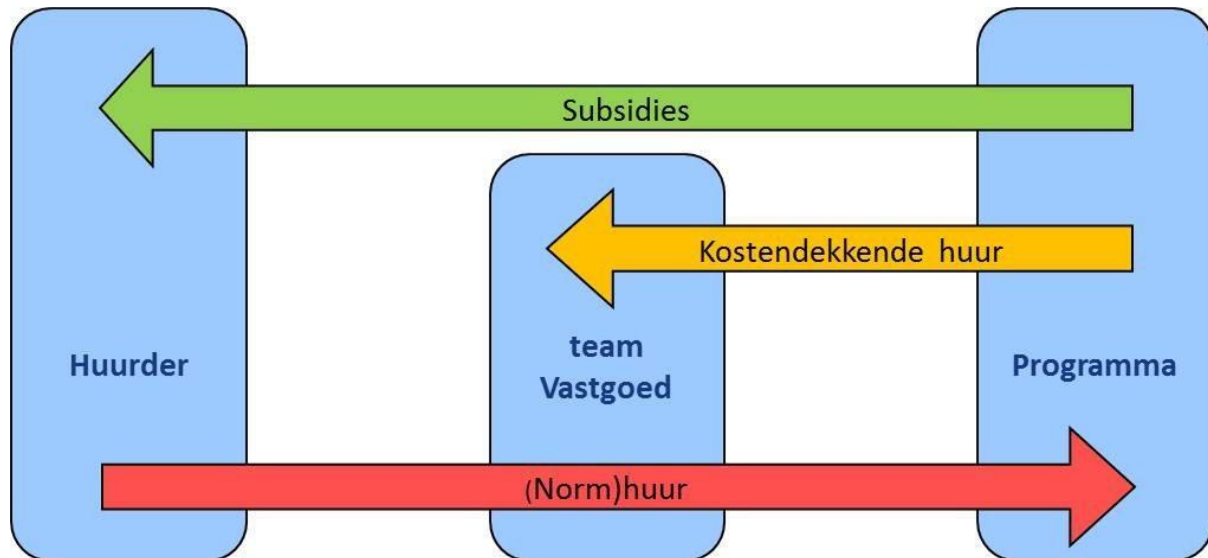 Subsidies
Kostendekkende huur
Huurder
team
Vastgoed
Programma
(Norm)huur